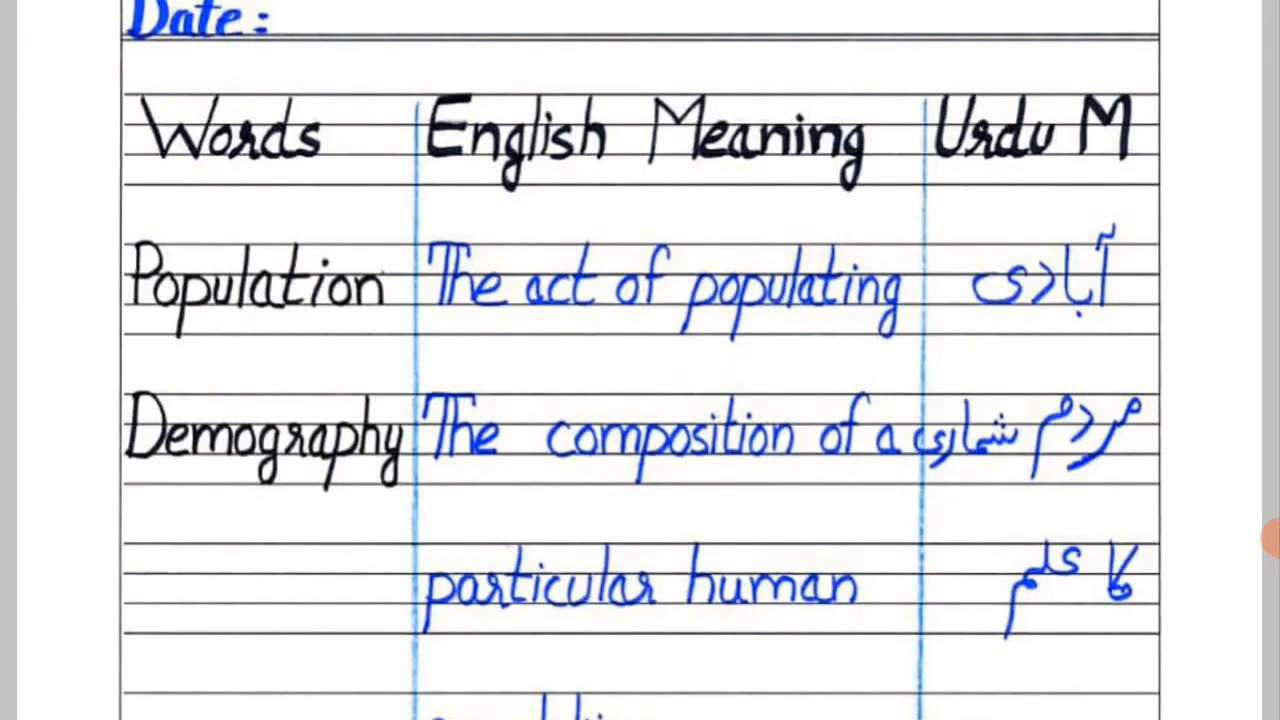 Date:
Words English Meaning Urdu M
Population The act of populating آبادی
Demography The composition of a مردم شماری
particular human کا علم